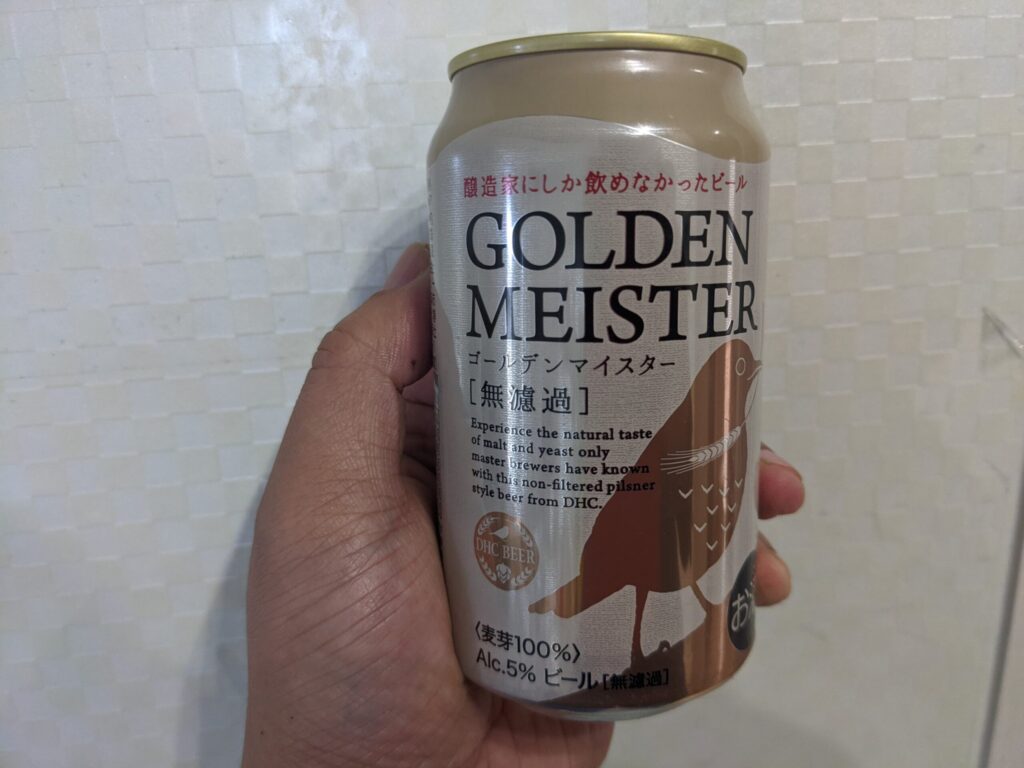 醸造家にしか飲めなかったビール
GOLDEN
MEISTER
ゴールデンマイスター
[無濾過]
Experience the natural taste
of malt and yeast only
master brewers have known
with this non-filtered pilsner
style beer from DHC.
DHC BEER
〈麦芽100%〉
Alc.5% ビール[無濾過]